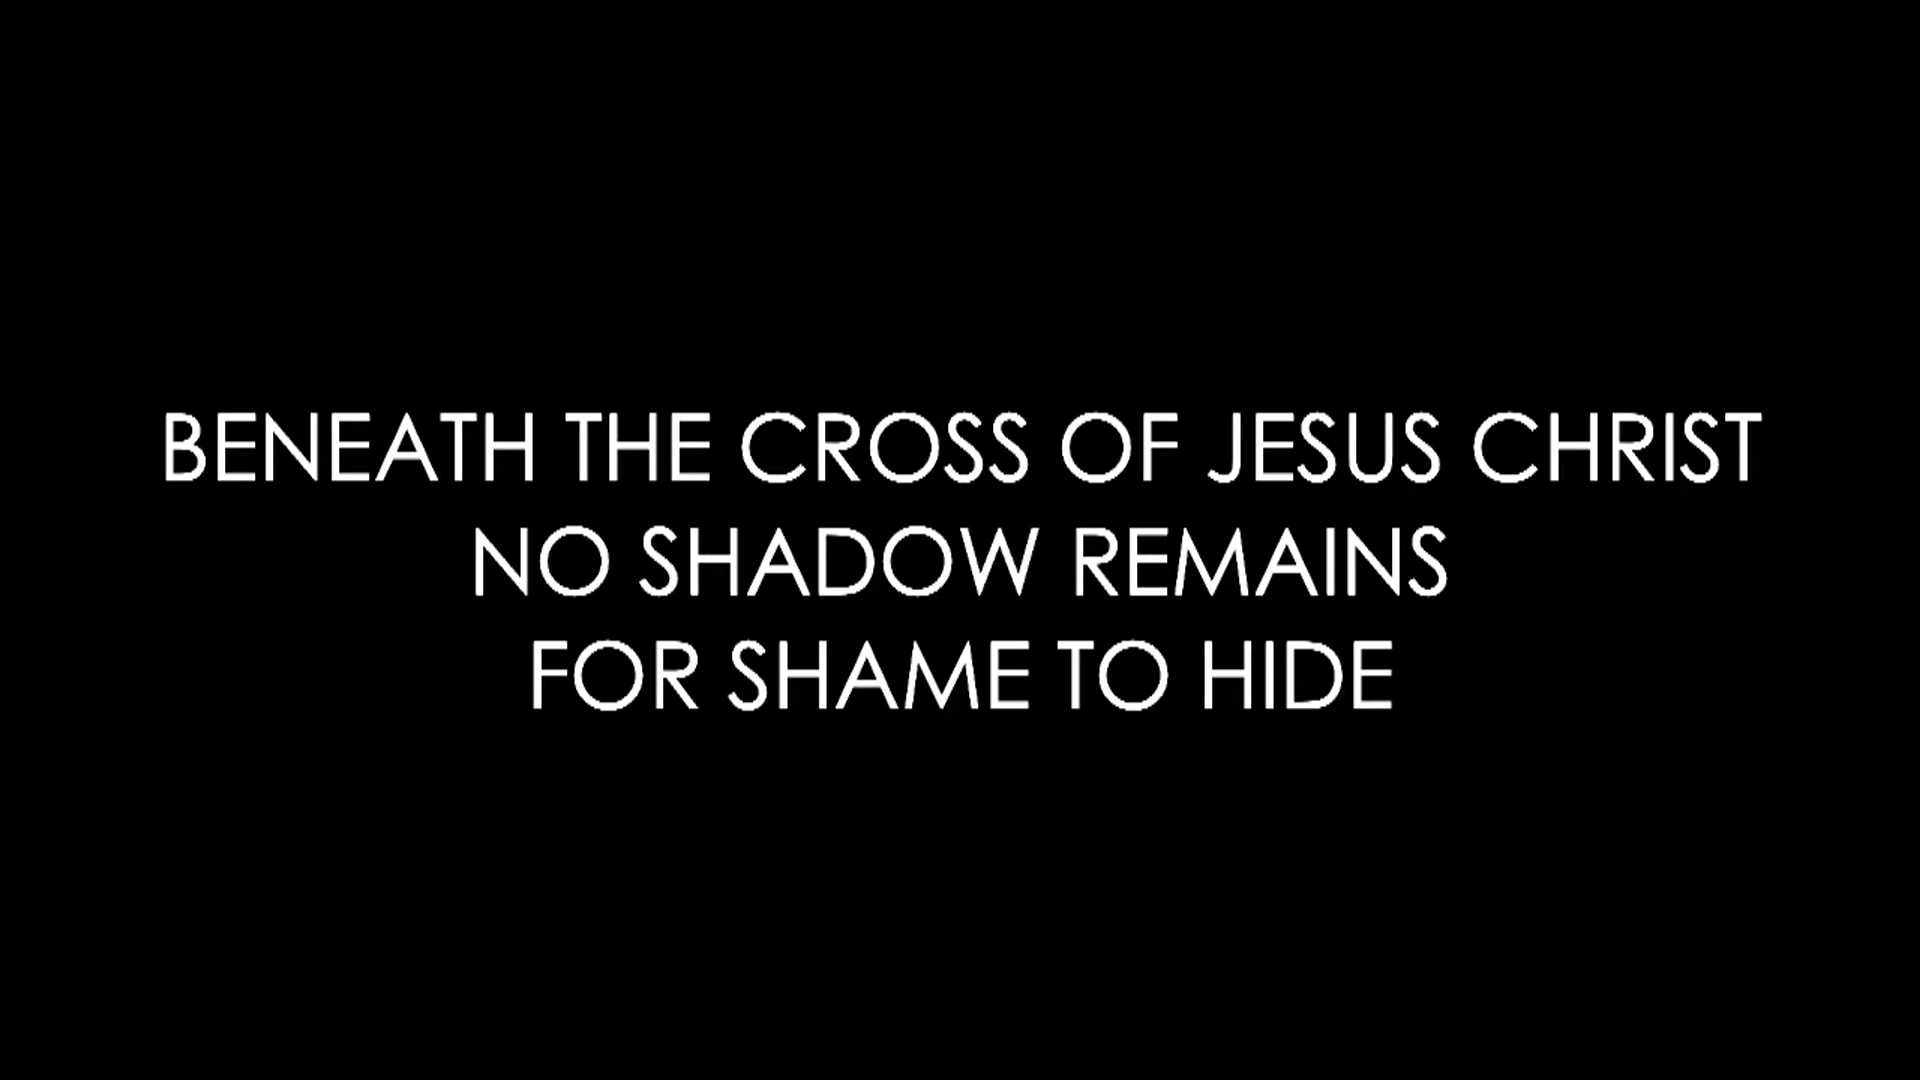 BENEATH THE CROSS OF JESUS CHRIST
NO SHADOW REMAINS
FOR SHAME TO HIDE